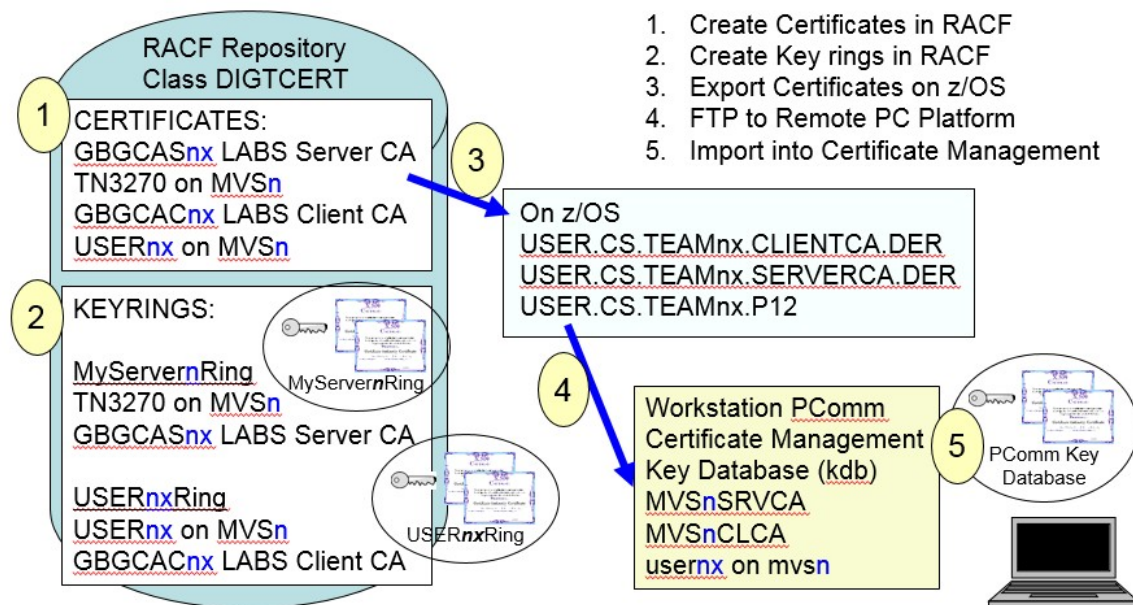 RACF Repository
Class DIGTCERT
1
CERTIFICATES:
GBGCASnx LABS Server CA
TN3270 on MVSn
GBGCACnx LABS Client CA
USERnx on MVSn
2
KEYRINGS:
MyServernRing
TN3270 on MVSn
GBGCASnx LABS Server CA
USERnxRing
USERnx on MVSn
GBGCACnx LABS Client CA
MyServernRing
USERnxRing
1. Create Certificates in RACF
2. Create Key rings in RACF
3. Export Certificates on z/OS
4. FTP to Remote PC Platform
5. Import into Certificate Management
3
On z/OS
USER.CS.TEAMnx.CLIENTCA.DER
USER.CS.TEAMnx.SERVERCA.DER
USER.CS.TEAMnx.P12
4
Workstation PComm
Certificate Management
Key Database (kdb)
MVSnSRVCA
MVSnCLCA
usernx on mvsn
5
PComm Key
Database